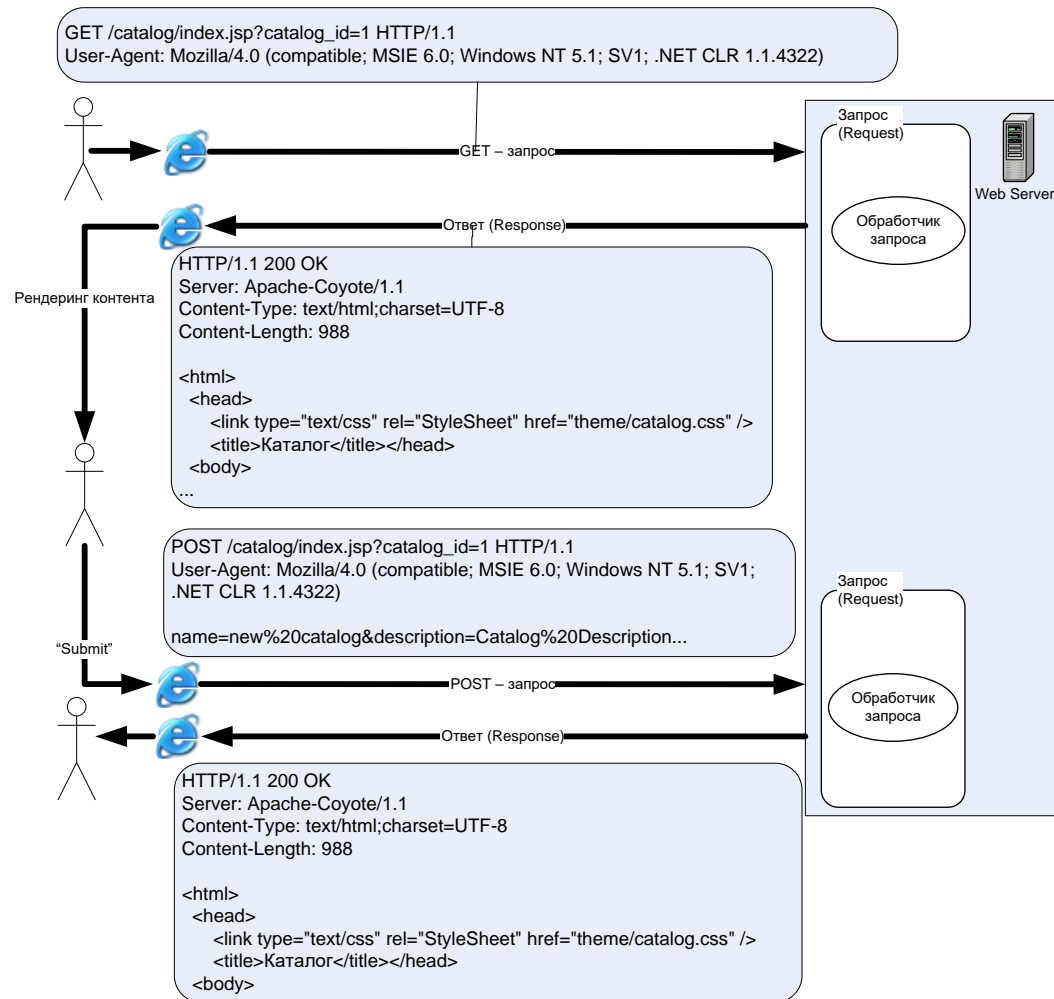 GET /catalog/index.jsp?catalog_id=1 HTTP/1.1
User-Agent: Mozilla/4.0 (compatible; MSIE 6.0; Windows NT 5.1; SV1; .NET CLR 1.1.4322)
Запрос
(Request)
GET – запрос
Web Server
Обработчик
запроса
Ответ (Response)
HTTP/1.1 200 OK
Server: Apache-Coyote/1.1
Content-Type: text/html;charset=UTF-8
Content-Length: 988
<html>
<head>
<link type="text/css" rel="StyleSheet" href="theme/catalog.css" />
<title>Каталог</title></head>
<body>
...
Рендеринг контента
POST /catalog/index.jsp?catalog_id=1 HTTP/1.1
User-Agent: Mozilla/4.0 (compatible; MSIE 6.0; Windows NT 5.1; SV1;
.NET CLR 1.1.4322)
name=new%20catalog&description=Catalog%20Description...
Запрос
(Request)
“Submit”
POST – запрос
Обработчик
запроса
Ответ (Response)
HTTP/1.1 200 OK
Server: Apache-Coyote/1.1
Content-Type: text/html;charset=UTF-8
Content-Length: 988
<html>
<head>
<link type="text/css" rel="StyleSheet" href="theme/catalog.css" />
<title>Каталог</title></head>
<body>